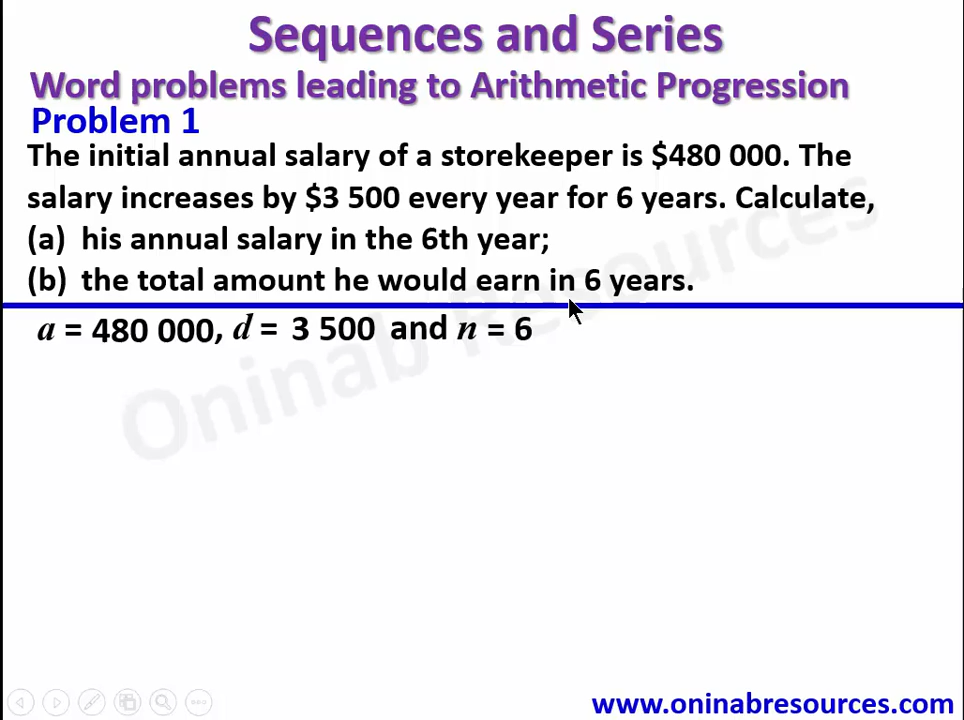 Sequences and Series
Word problems leading to Arithmetic Progression
Problem 1
The initial annual salary of a storekeeper is $480 000. The
salary increases by $3 500 every year for 6 years. Calculate,
(a) his annual salary in the 6th year;
(b) the total amount he would earn in 6 years.
a = 480 000, d = 3 500 and n = 6
Oninab Resources
www.oninabresources.com